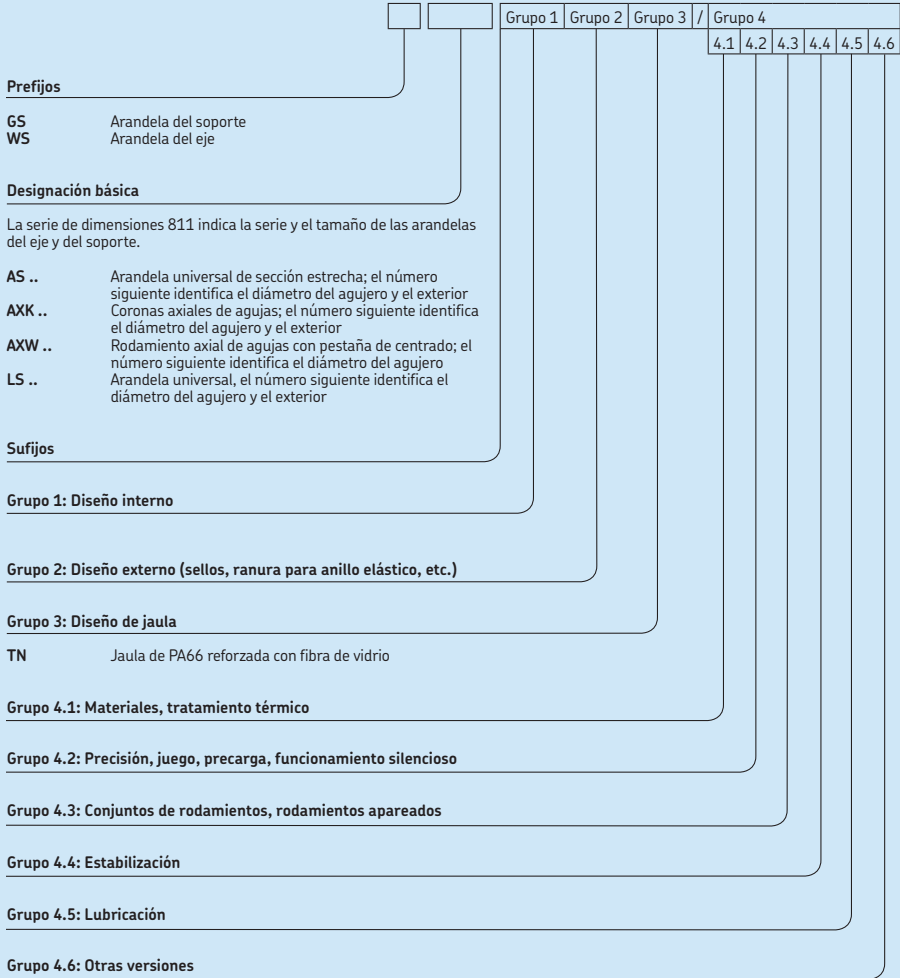 Grupo 1 Grupo 2 Grupo 3 / Grupo 4
4.1 4.2 4.3 4.4 4.5 4.6
Prefijos
GS Arandela del soporte
WS Arandela del eje
Designación básica
La serie de dimensiones 811 indica la serie y el tamaño de las arandelas
del eje y del soporte.
AS .. Arandela universal de sección estrecha; el número
siguiente identifica el diámetro del agujero y el exterior
AXK .. Coronas axiales de agujas; el número siguiente identifica
el diámetro del agujero y el exterior
AXW .. Rodamiento axial de agujas con pestaña de centrado; el
número siguiente identifica el diámetro del agujero
LS .. Arandela universal, el número siguiente identifica el
diámetro del agujero y el exterior
Sufijos
Grupo 1: Diseño interno
Grupo 2: Diseño externo (sellos, ranura para anillo elástico, etc.)
Grupo 3: Diseño de jaula
TN Jaula de PA66 reforzada con fibra de vidrio
Grupo 4.1: Materiales, tratamiento térmico
Grupo 4.2: Precisión, juego, precarga, funcionamiento silencioso
Grupo 4.3: Conjuntos de rodamientos, rodamientos apareados
Grupo 4.4: Estabilización
Grupo 4.5: Lubricación
Grupo 4.6: Otras versiones